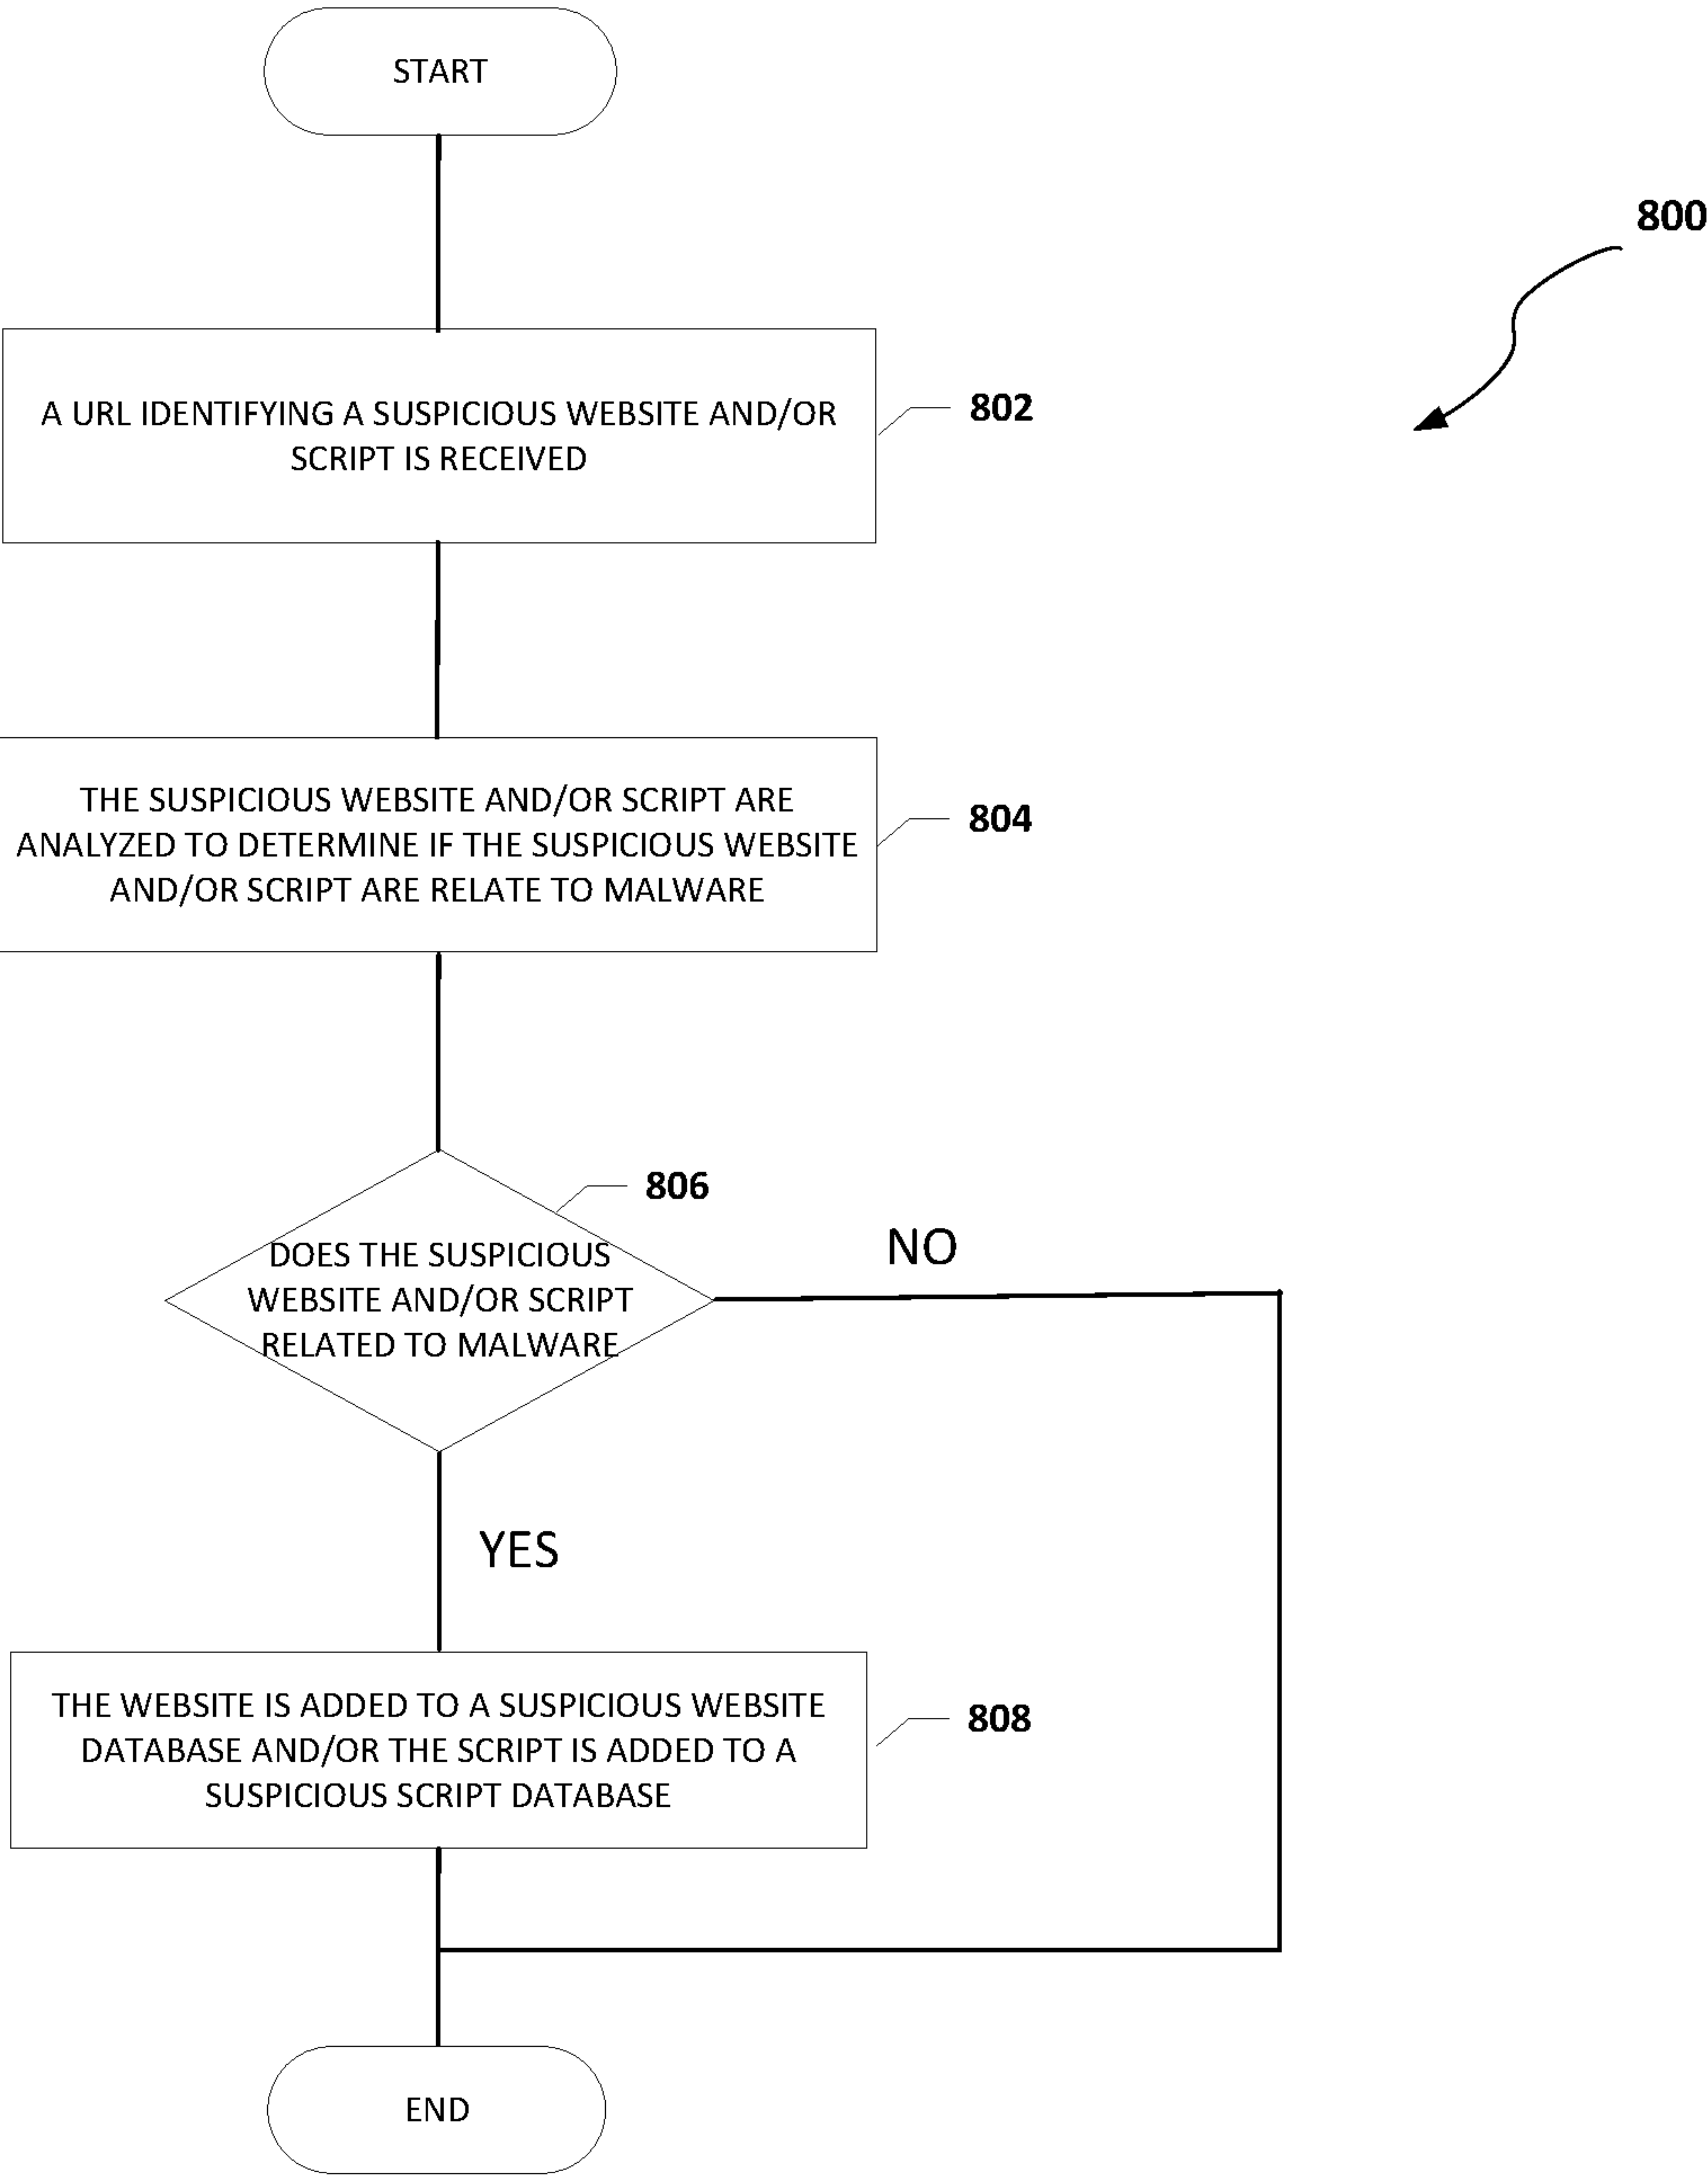 START
800
A URL IDENTIFYING A SUSPICIOUS WEBSITE AND/OR
SCRIPT IS RECEIVED
802
THE SUSPICIOUS WEBSITE AND/OR SCRIPT ARE
ANALYZED TO DETERMINE IF THE SUSPICIOUS WEBSITE
AND/OR SCRIPT ARE RELATE TO MALWARE
804
806
DOES THE SUSPICIOUS
WEBSITE AND/OR SCRIPT
RELATED TO MALWARE
NO
YES
THE WEBSITE IS ADDED TO A SUSPICIOUS WEBSITE
DATABASE AND/OR THE SCRIPT IS ADDED TO A
SUSPICIOUS SCRIPT DATABASE
808
END